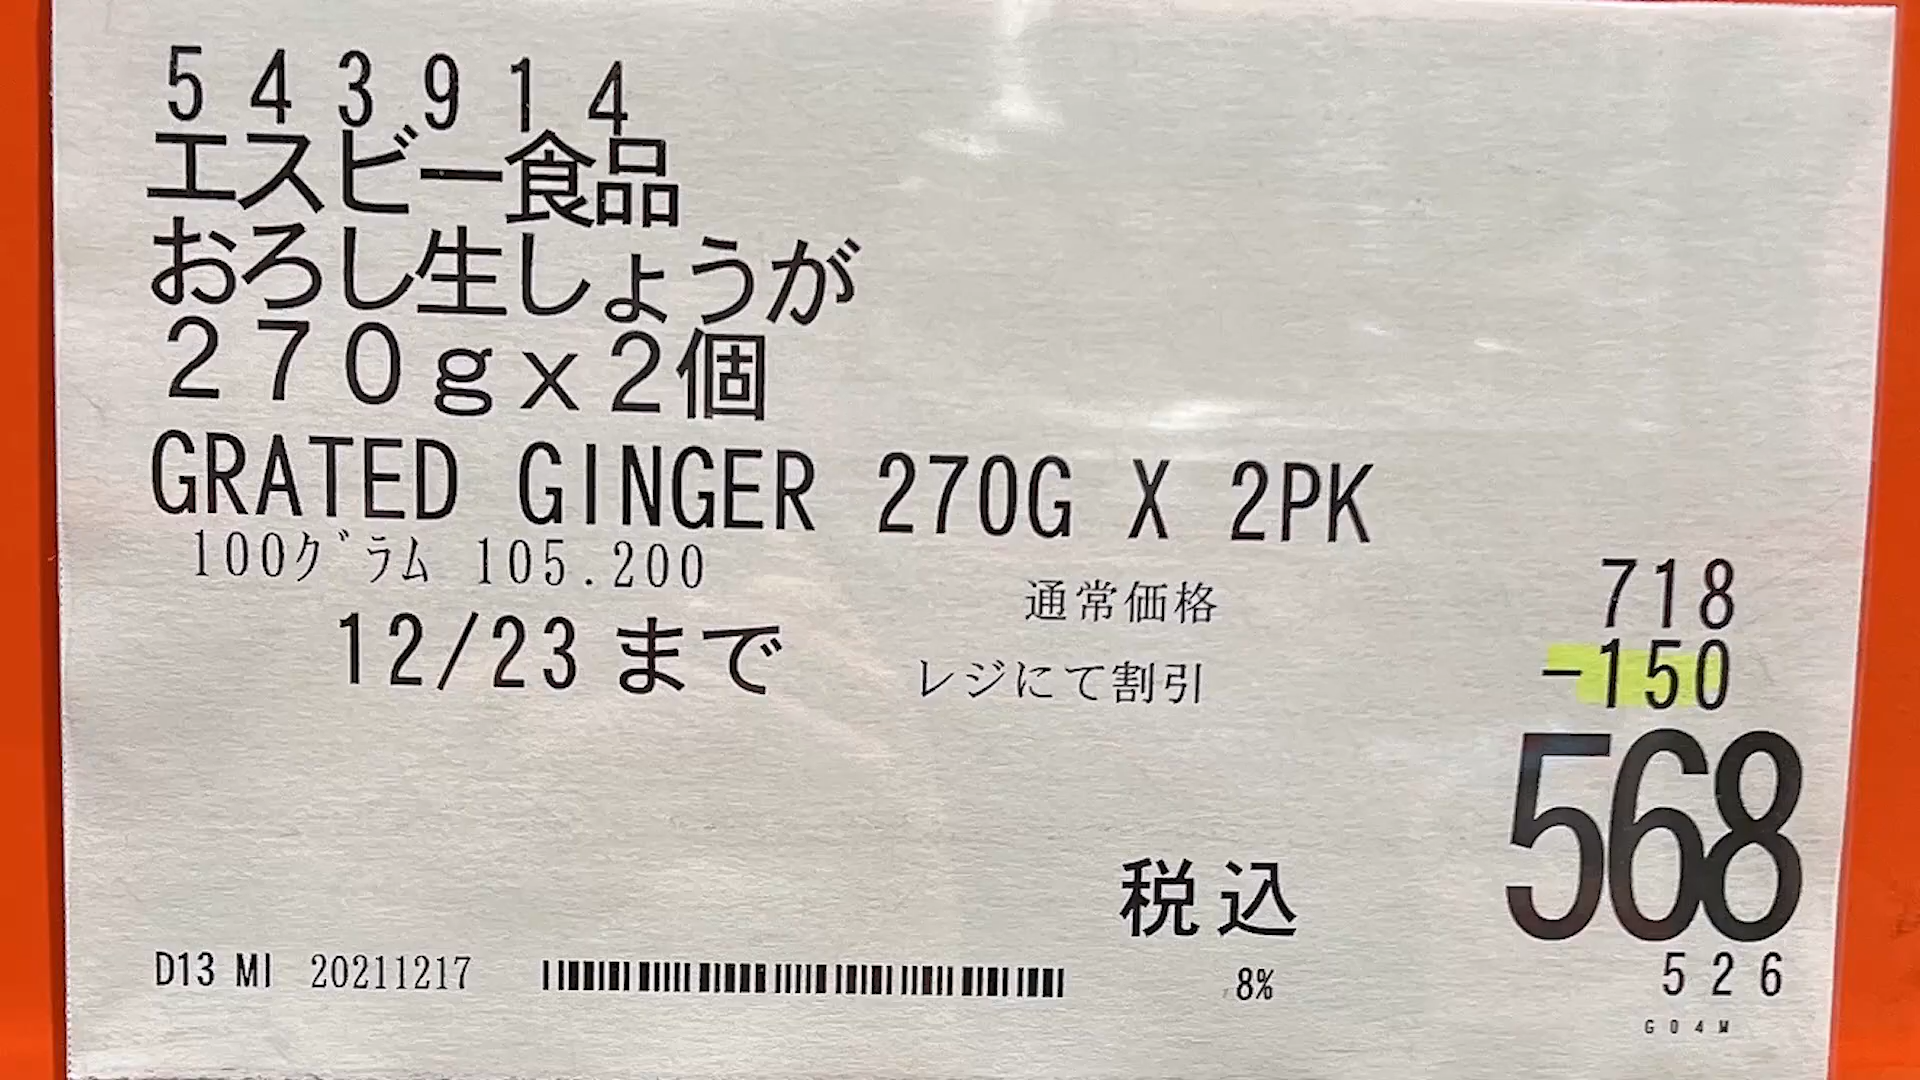 543914
エスビー食品
おろし生しょうが
270gx2個
GRATED GINGER 270G X 2PK
100グラム 105.200
通常価格 718
12/23まで レジにて割引 -150
568
税込
D13 MI 20211217 8% 526
G04M